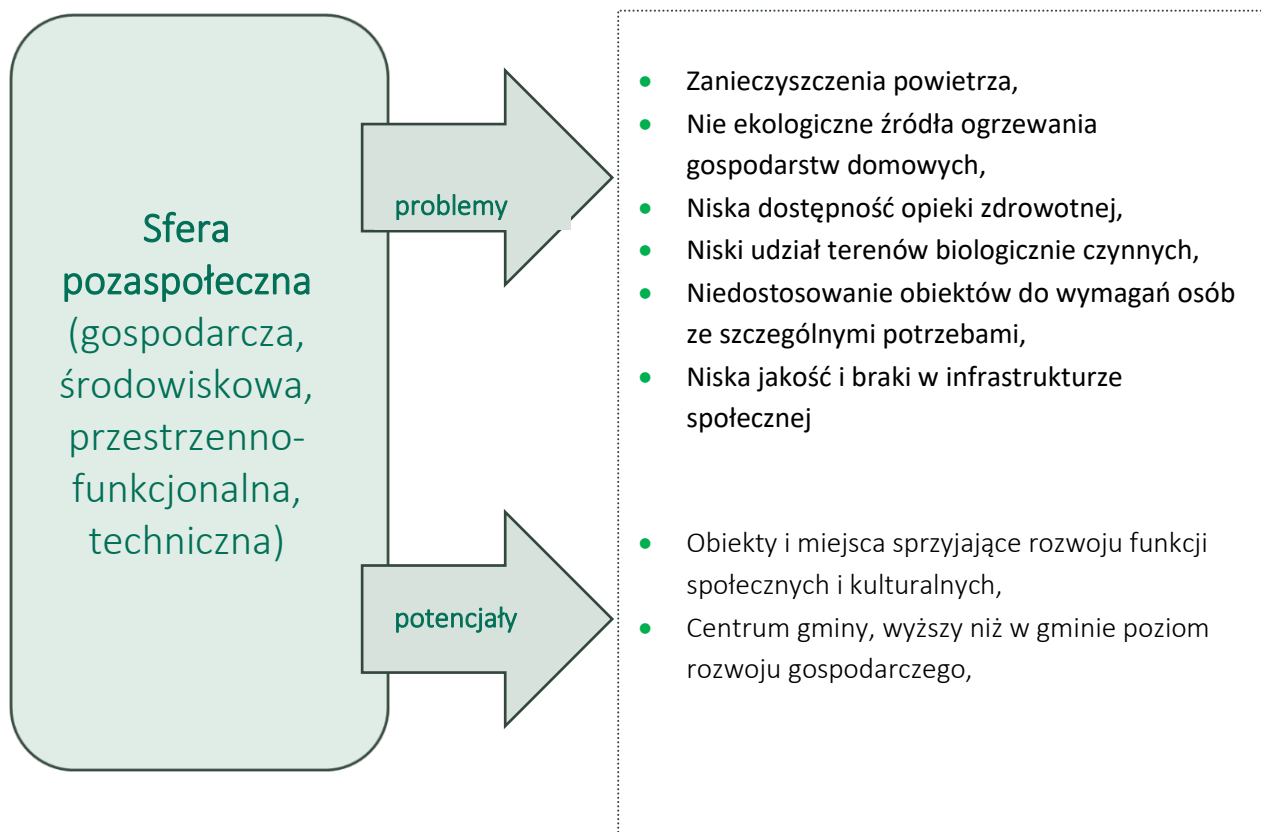 Sfera
pozaspołeczna
(gospodarcza,
środowiskowa,
przestrzenno-
funkcjonalna,
techniczna)
problemy
Zanieczyszczenia powietrza,
Nie ekologiczne źródła ogrzewania
gospodarstw domowych,
Niska dostępność opieki zdrowotnej,
Niski udział terenów biologicznie czynnych,
Niedostosowanie obiektów do wymagań osób
ze szczególnymi potrzebami,
Niska jakość i braki w infrastrukturze
społecznej
potencjały
Obiekty i miejsca sprzyjające rozwoju funkcji
społecznych i kulturalnych,
Centrum gminy, wyższy niż w gminie poziom
rozwoju gospodarczego,